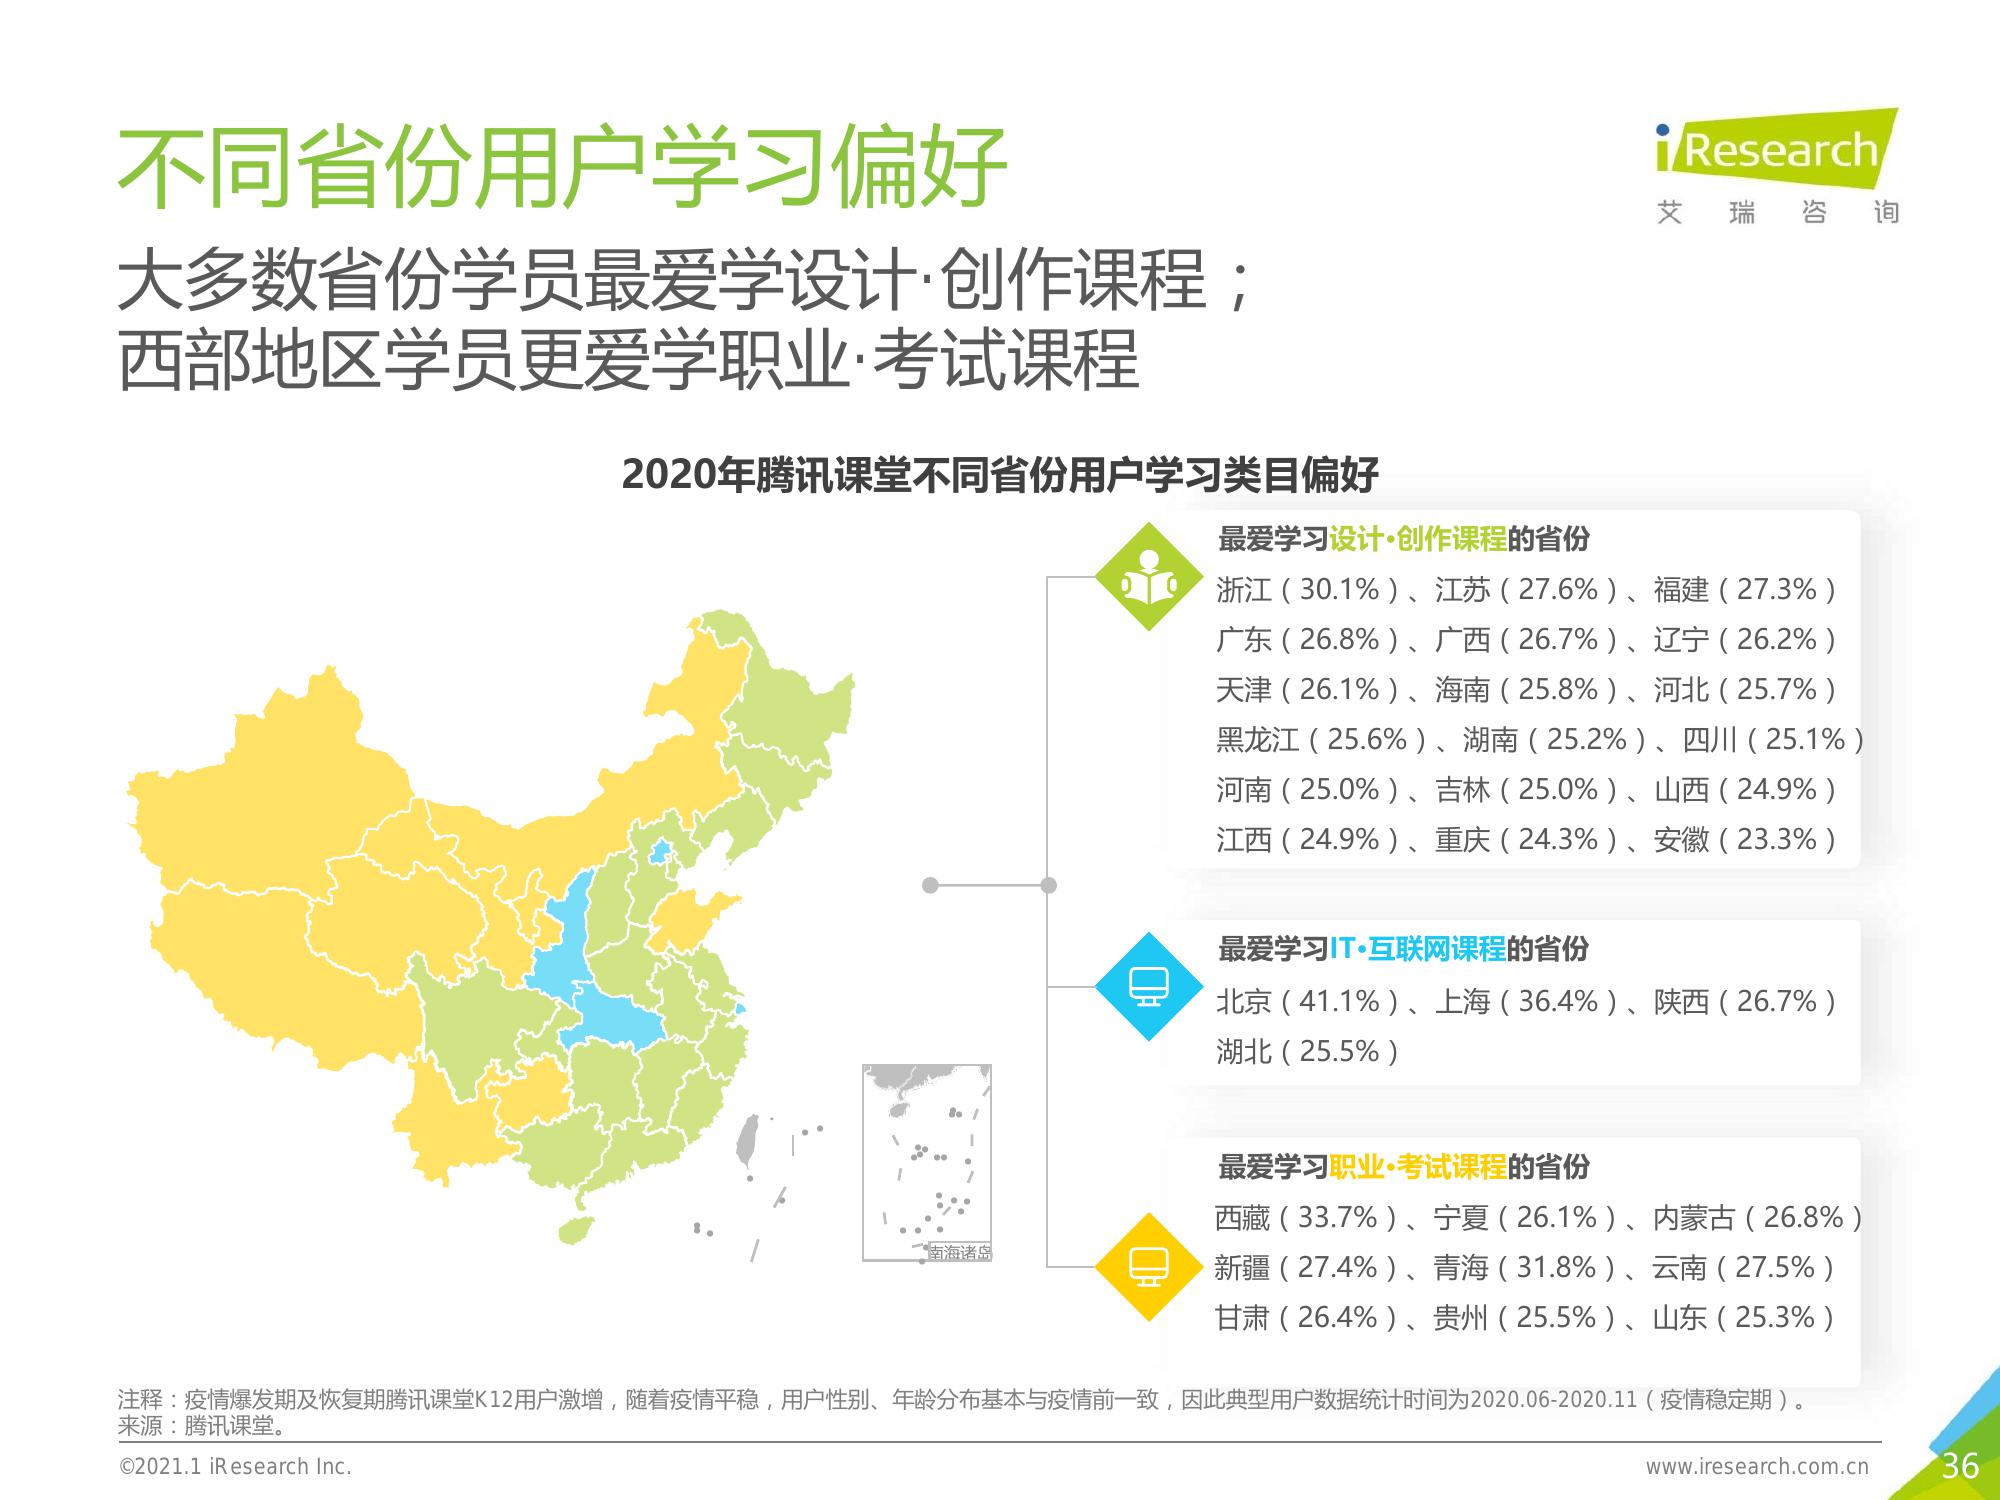 不同省份用户学习偏好
iResearch
艾瑞咨询
大多数省份学员最爱学设计·创作课程；
西部地区学员更爱学职业·考试课程
2020年腾讯课堂不同省份用户学习类目偏好
最爱学习设计·创作课程的省份
浙江（30.1%）、江苏（27.6%）、福建（27.3%）
广东（26.8%）、广西（26.7%）、辽宁（26.2%）
天津（26.1%）、海南（25.8%）、河北（25.7%）
黑龙江（25.6%）、湖南（25.2%）、四川（25.1%）
河南（25.0%）、吉林（25.0%）、山西（24.9%）
江西（24.9%）、重庆（24.3%）、安徽（23.3%）
最爱学习IT·互联网课程的省份
北京（41.1%）、上海（36.4%）、陕西（26.7%）
湖北（25.5%）
最爱学习职业·考试课程的省份
西藏（33.7%）、宁夏（26.1%）、内蒙古（26.8%）
新疆（27.4%）、青海（31.8%）、云南（27.5%）
甘肃（26.4%）、贵州（25.5%）、山东（25.3%）
南海诸岛
注释：疫情爆发期及恢复期腾讯课堂K12用户激增，随着疫情平稳，用户性别、年龄分布基本与疫情前一致，因此典型用户数据统计时间为2020.06-2020.11（疫情稳定期）。
来源：腾讯课堂。
©2021.1 iResearch Inc.
www.iresearch.com.cn
36